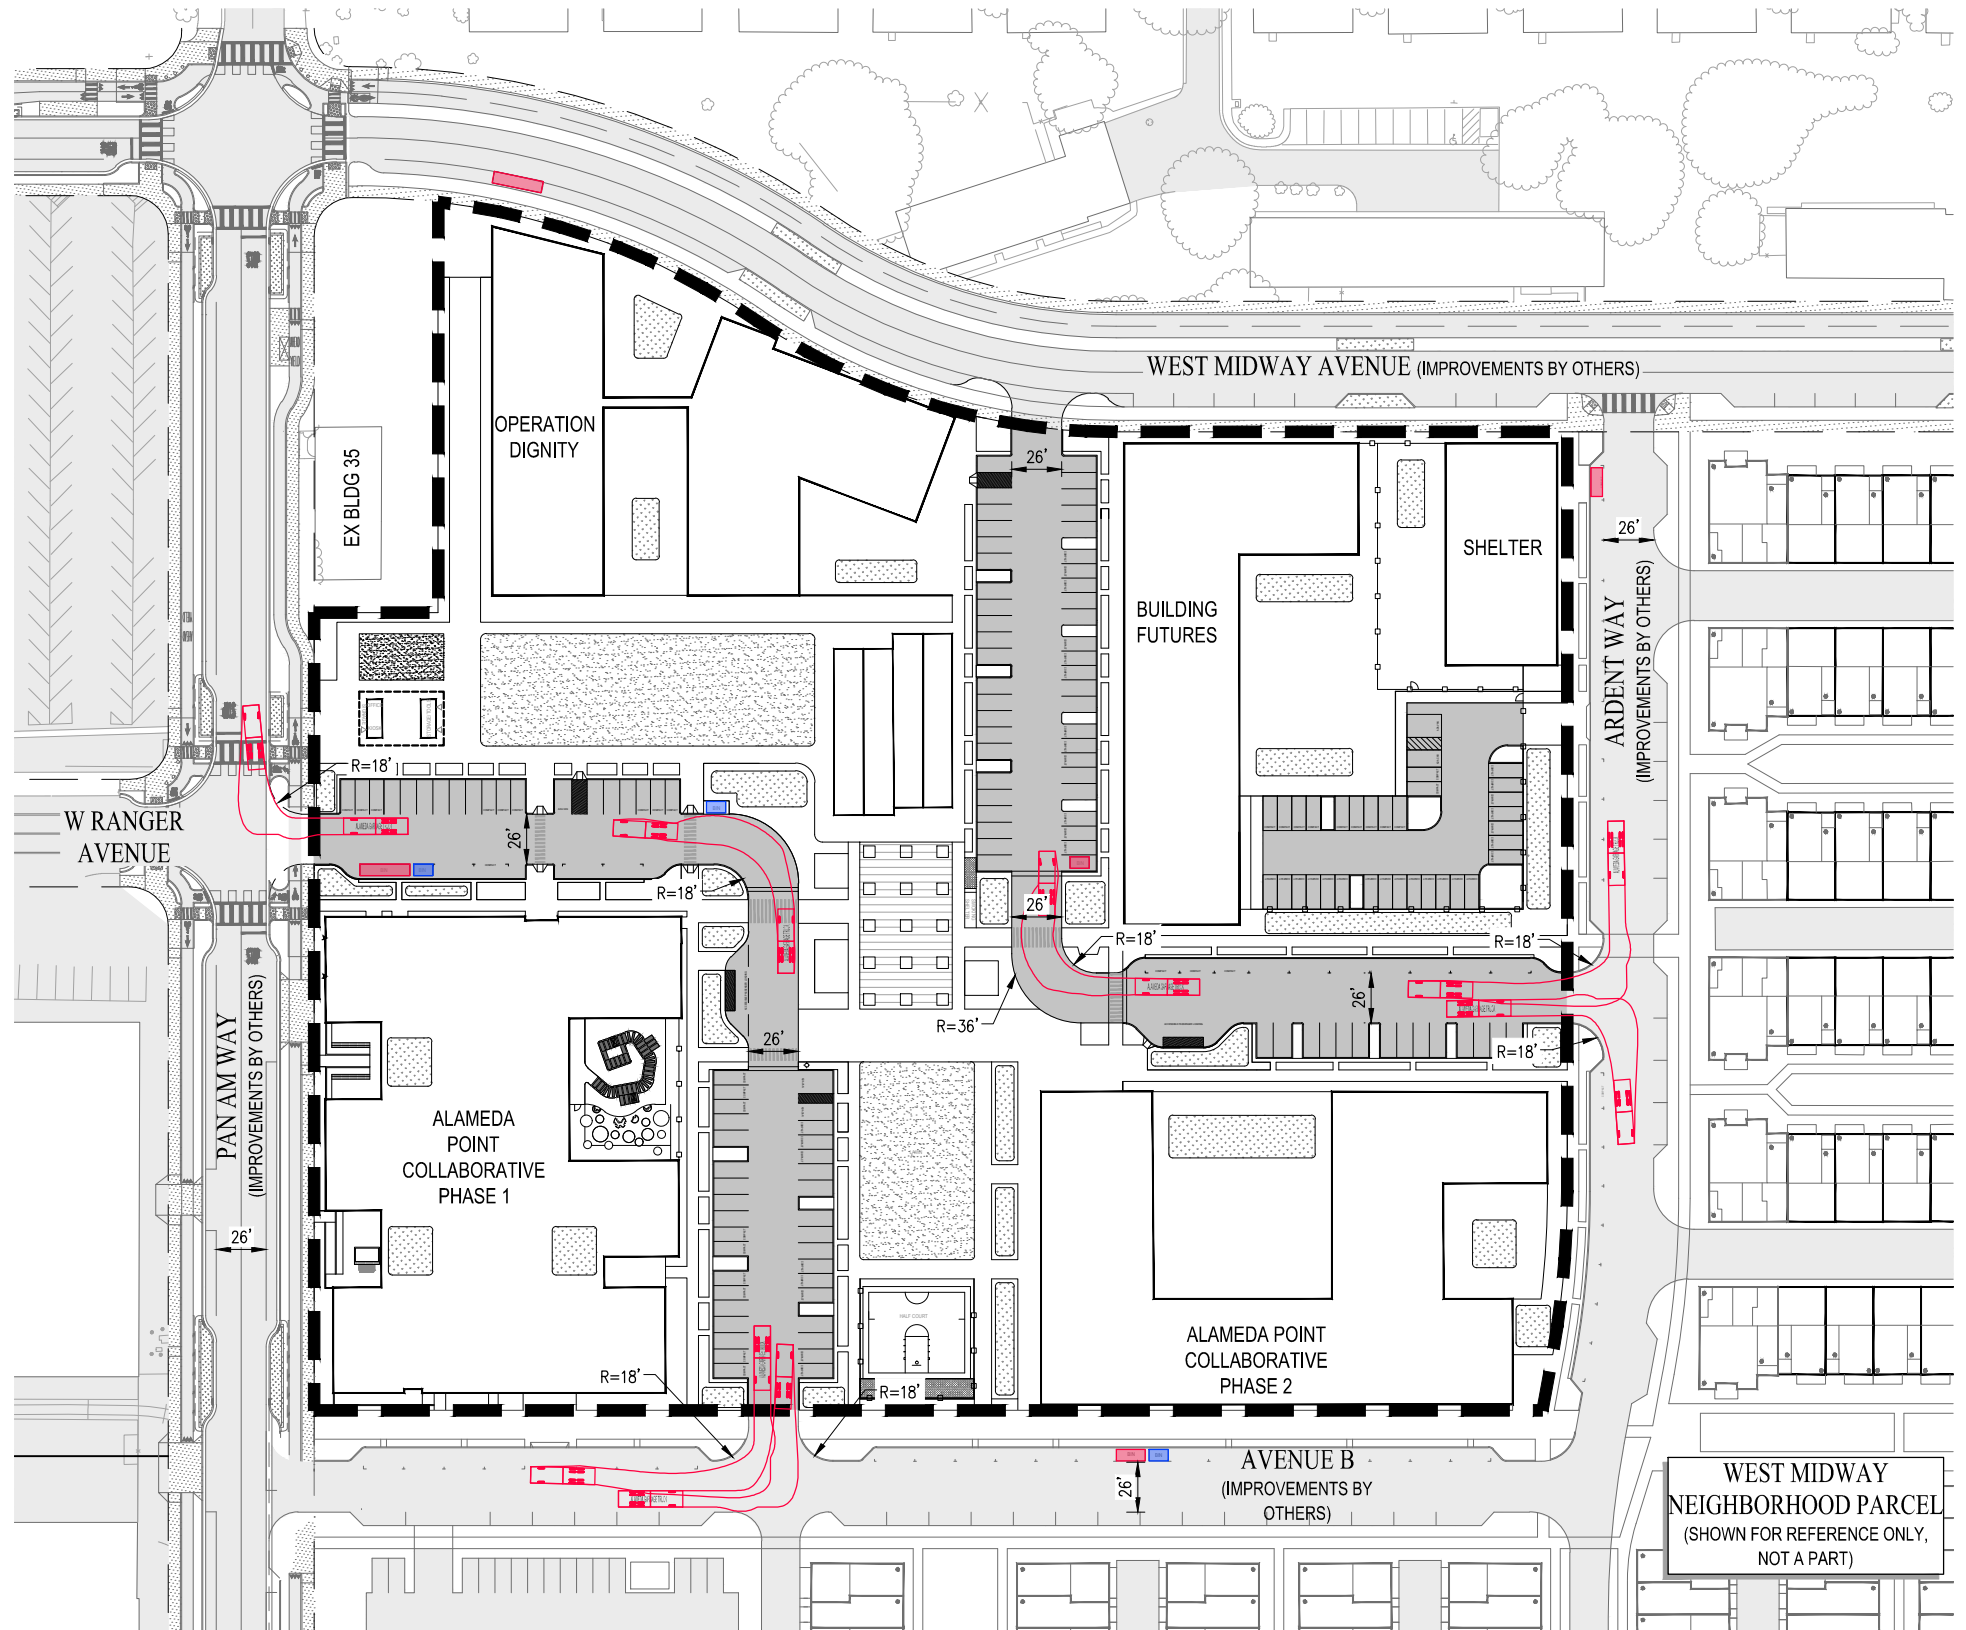 WEST MIDWAY AVENUE (IMPROVEMENTS BY OTHERS)
OPERATION
DIGNITY
EX BLDG 35
26'
SHELTER
26'
BUILDING
FUTURES
ARDENT WAY
(IMPROVEMENTS BY OTHERS)
R=18'
W RANGER
AVENUE
26'
R=18'
26'
R=18'
R=18'
26'
R=36'
26'
R=18'
PAN AM WAY
(IMPROVEMENTS BY OTHERS)
26'
ALAMEDA
POINT
COLLABORATIVE
PHASE 1
HALF COURT
ALAMEDA POINT
COLLABORATIVE
PHASE 2
R=18'
R=18'
AVENUE B
(IMPROVEMENTS BY
OTHERS)
26'
WEST MIDWAY
NEIGHBORHOOD PARCEL
(SHOWN FOR REFERENCE ONLY,
NOT A PART)